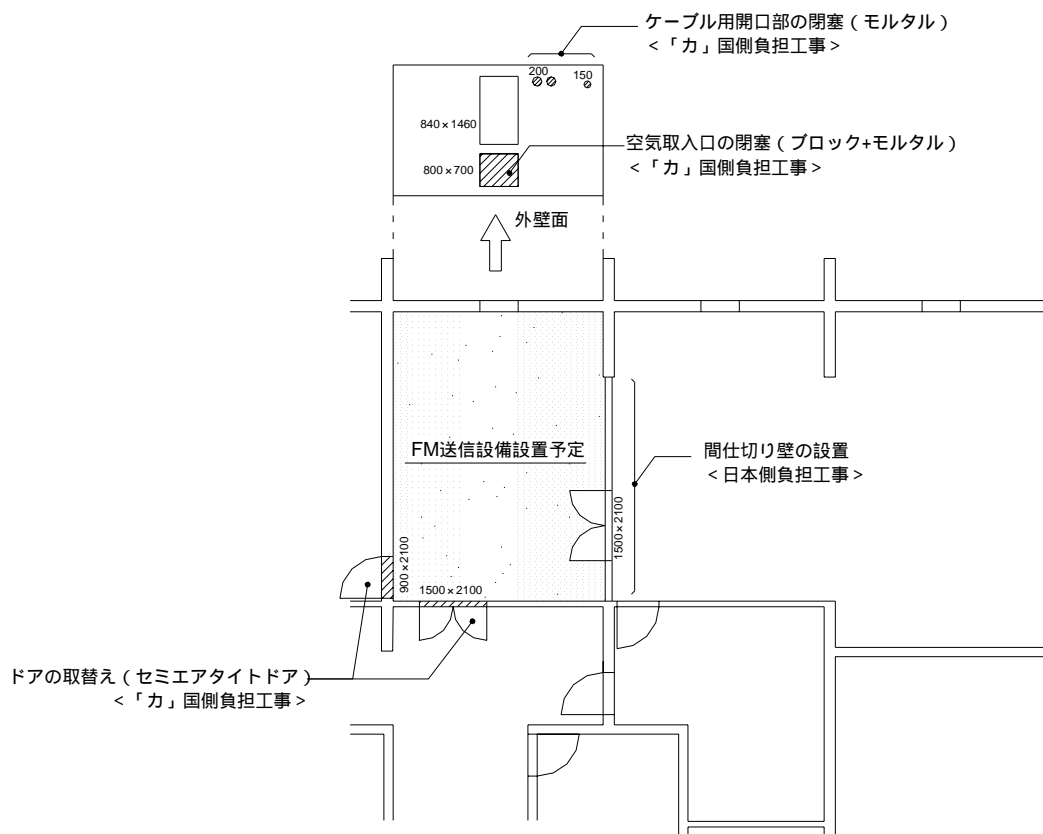 ケーブル用開口部の閉塞（モルタル）
＜「カ」国側負担工事＞
200
150
840×1460
空気取入口の閉塞（ブロック+モルタル）
＜「カ」国側負担工事＞
800×700
外壁面
FM送信設備設置予定
間仕切り壁の設置
＜日本側負担工事＞
1500×2100
900×2100
1500×2100
ドアの取替え（セミエアタイトドア）
＜「カ」国側負担工事＞